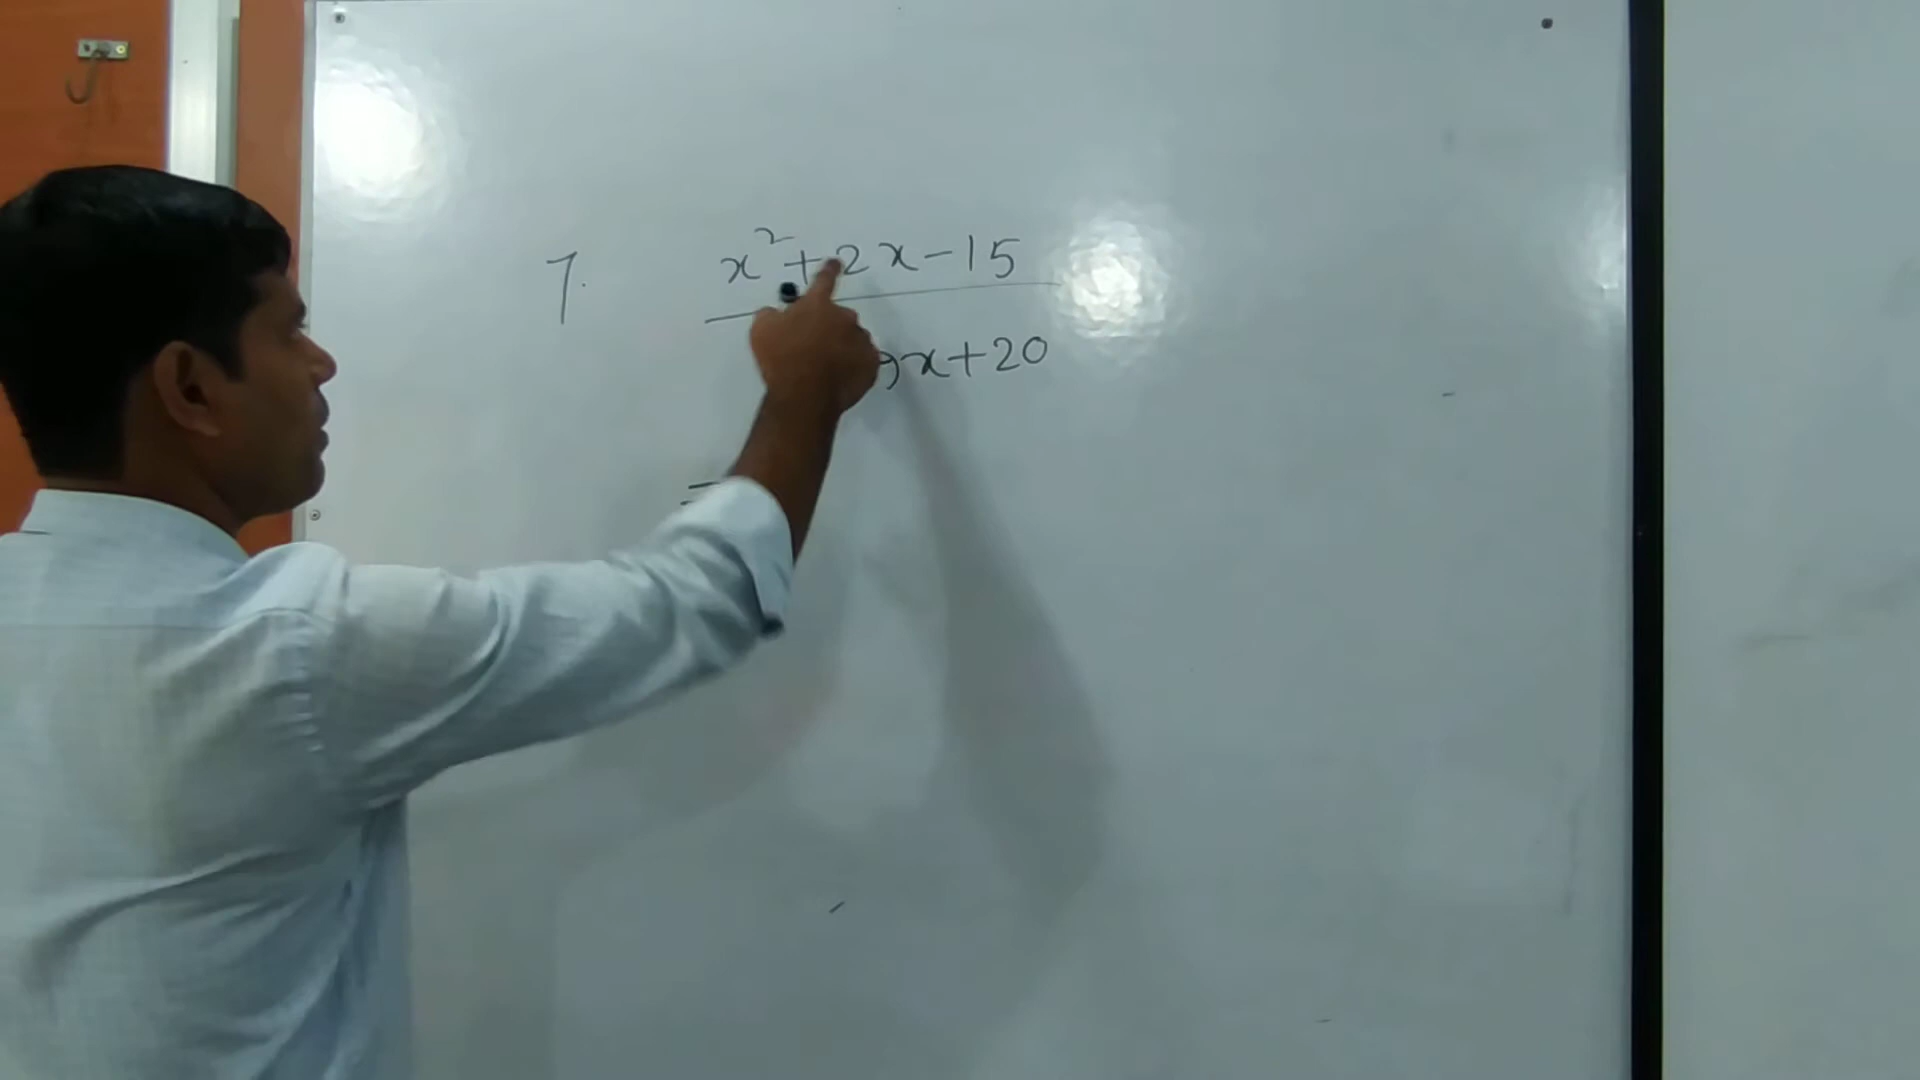 7. x²+2x-15
9x+20
=